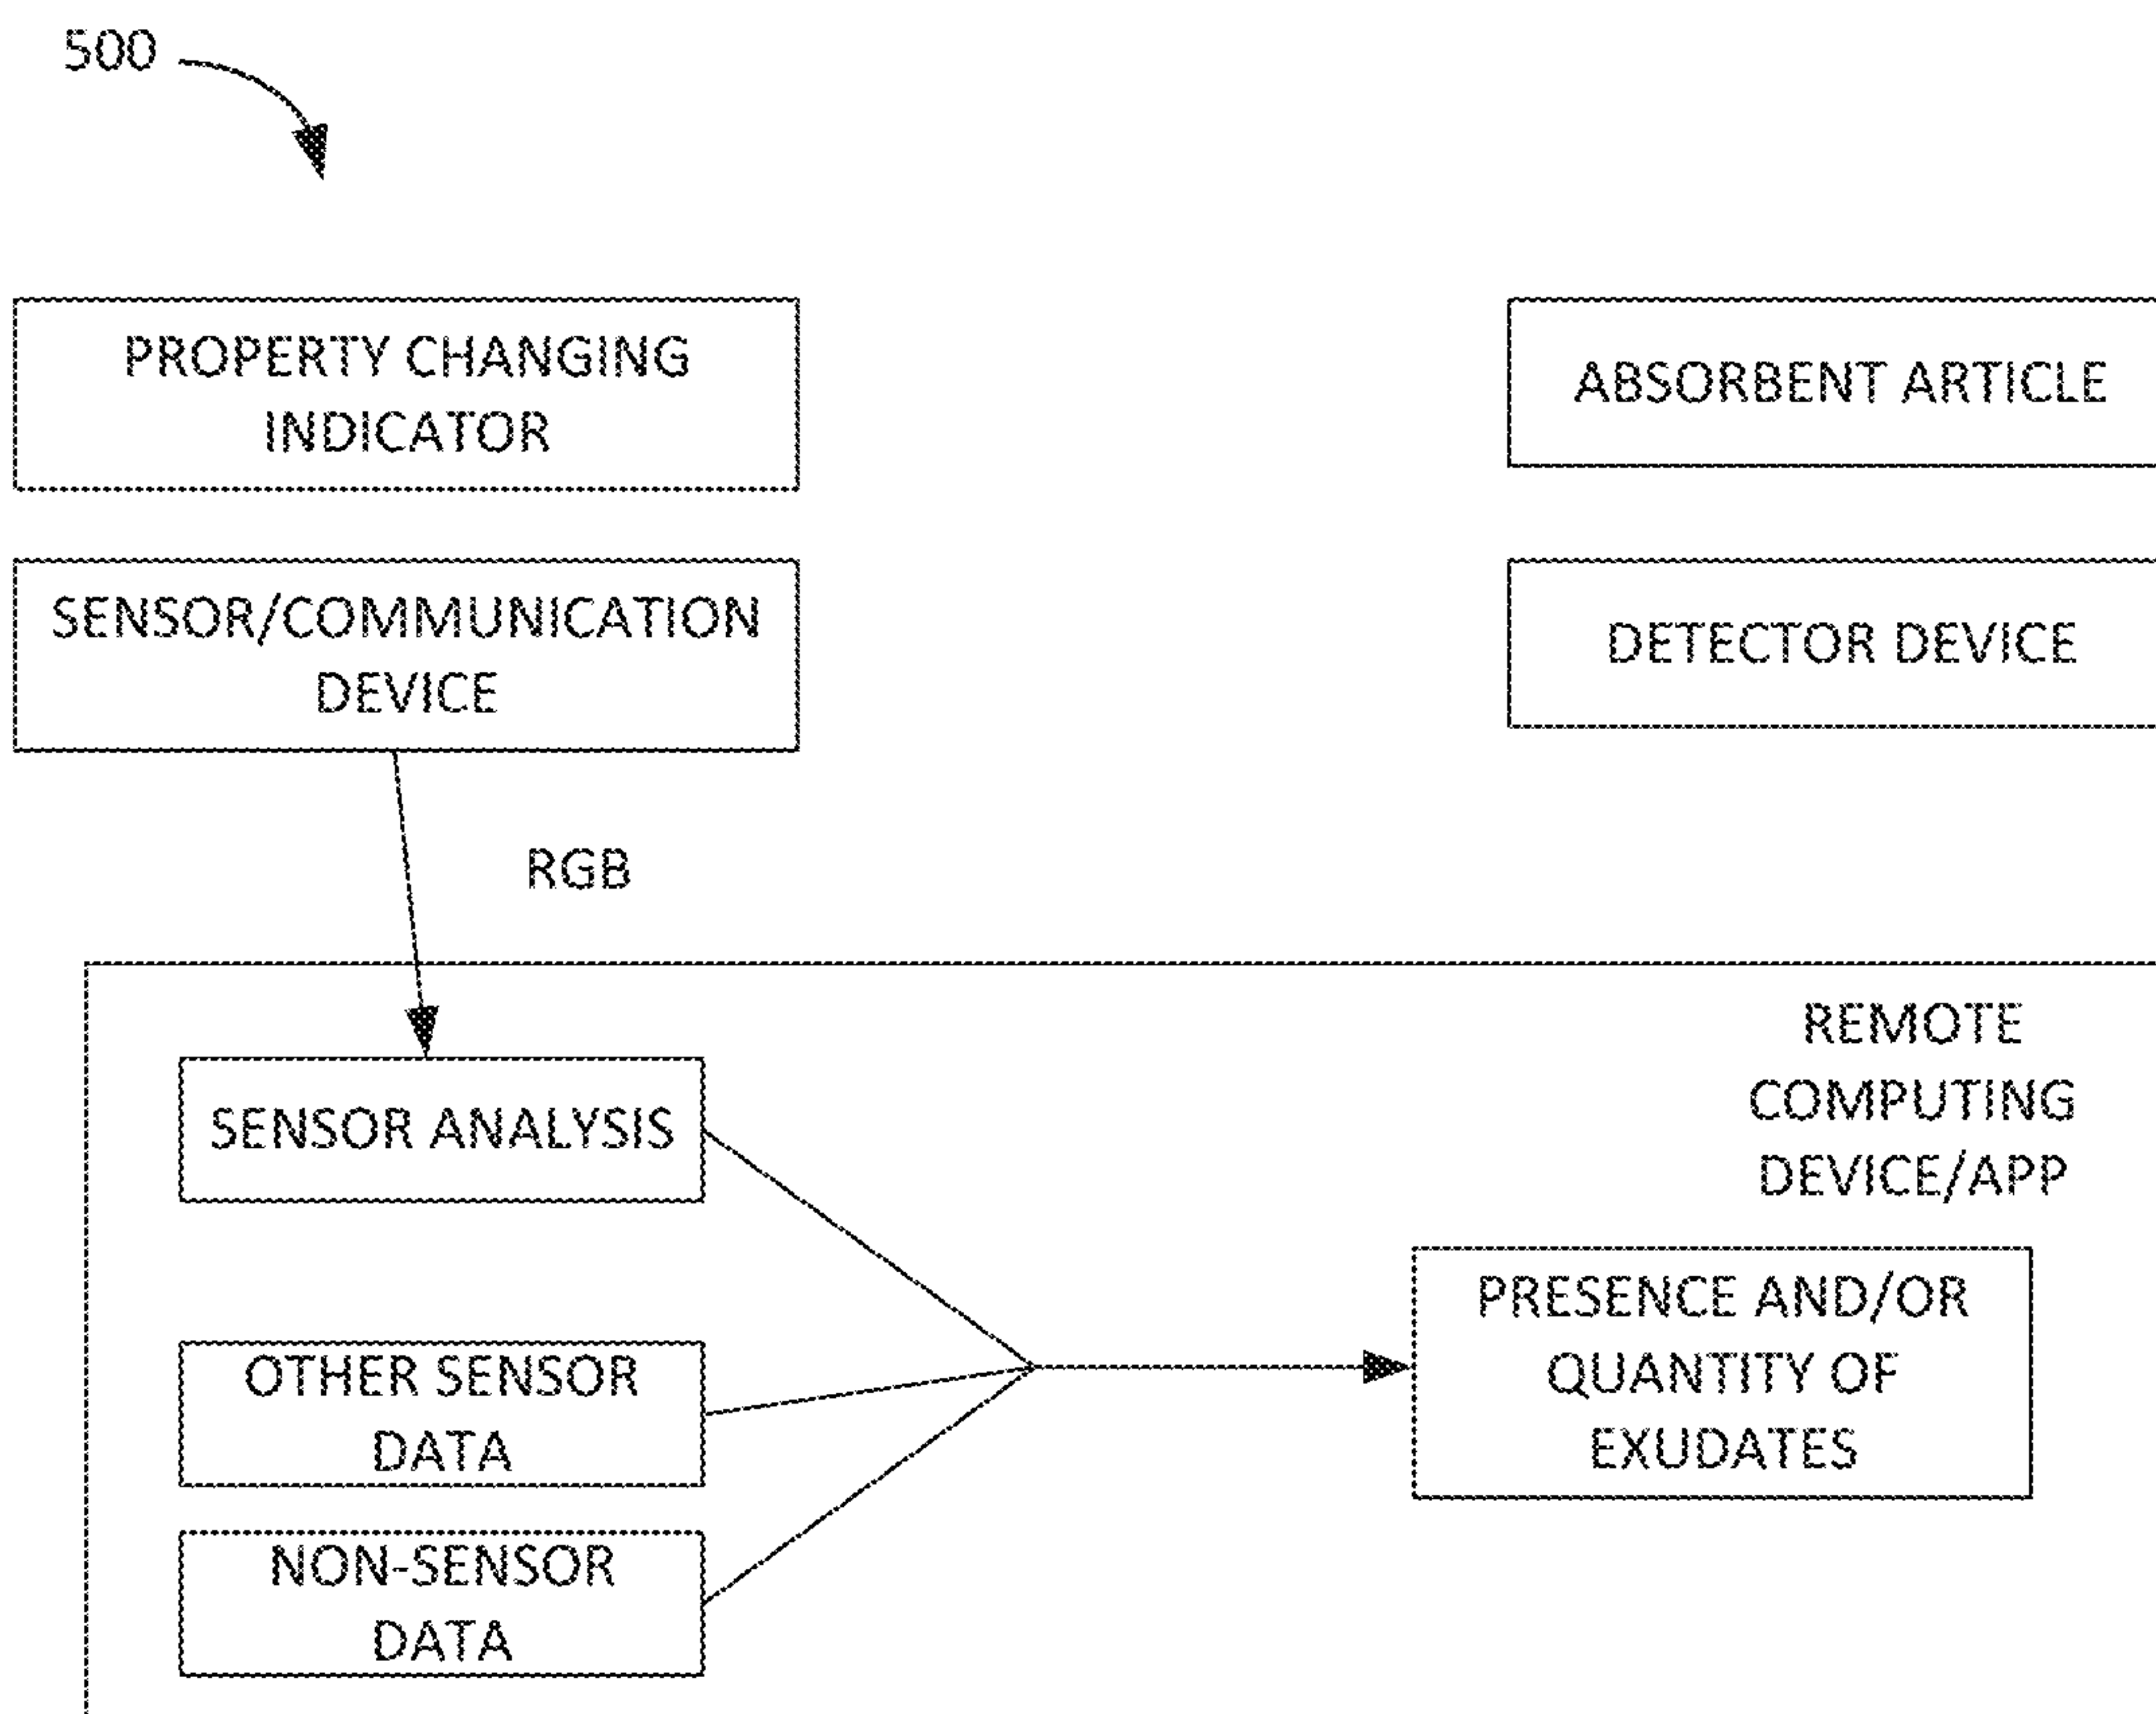 500
PROPERTY CHANGING
INDICATOR
ABSORBENT ARTICLE
SENSOR/COMMUNICATION
DEVICE
DETECTOR DEVICE
RGB
REMOTE
COMPUTING
DEVICE/APP
SENSOR ANALYSIS
PRESENCE AND/OR
QUANTITY OF
EXUDATES
OTHER SENSOR
DATA
NON-SENSOR
DATA